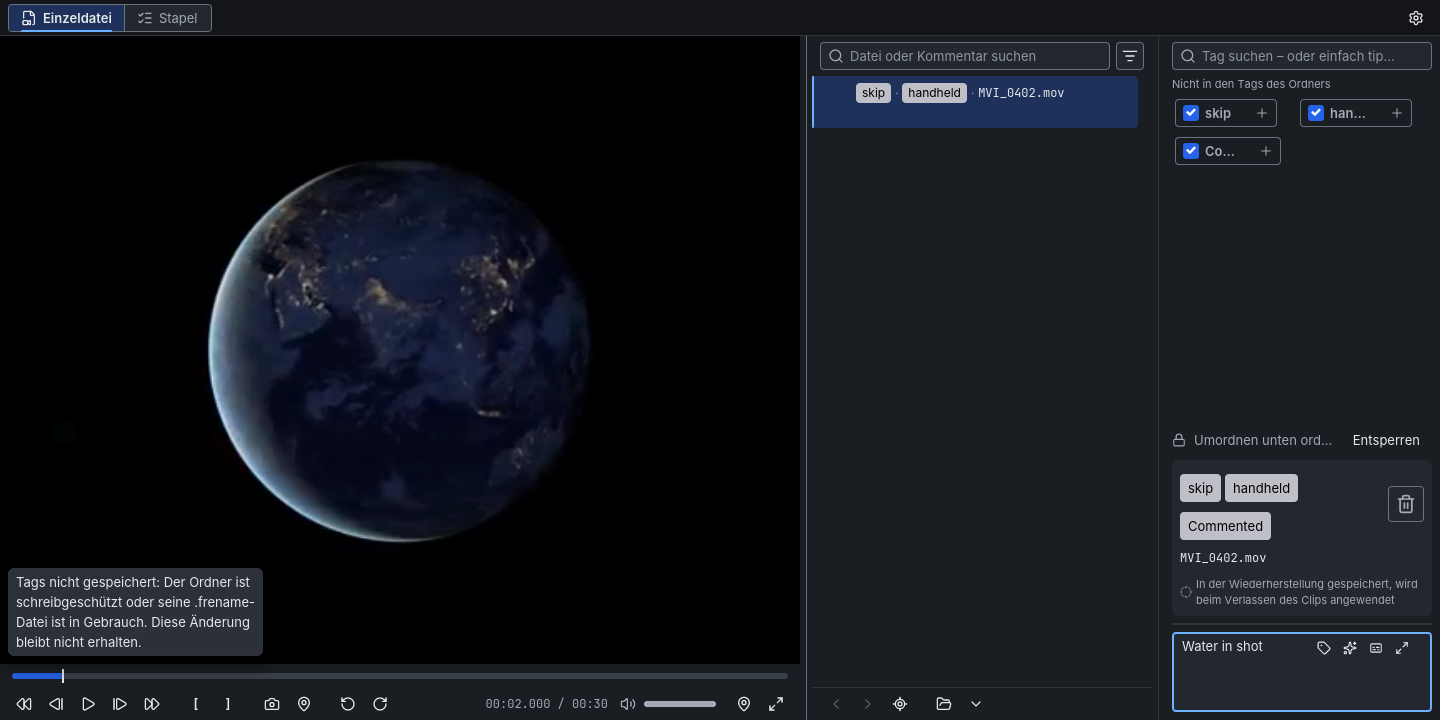 Einzeldatei
Stapel
Datei oder Kommentar suchen
skip · handheld · MVI_0402.mov
Tag suchen – oder einfach tip...
Nicht in den Tags des Ordners
skip
han...
Co...
Umordnen unten ord...
Entsperren
skip
handheld
Commented
MVI_0402.mov
In der Wiederherstellung gespeichert, wird
beim Verlassen des Clips angewendet
Water in shot
Tags nicht gespeichert: Der Ordner ist
schreibgeschützt oder seine .frename-
Datei ist in Gebrauch. Diese Änderung
bleibt nicht erhalten.
[ ]
00:02.000 / 00:30